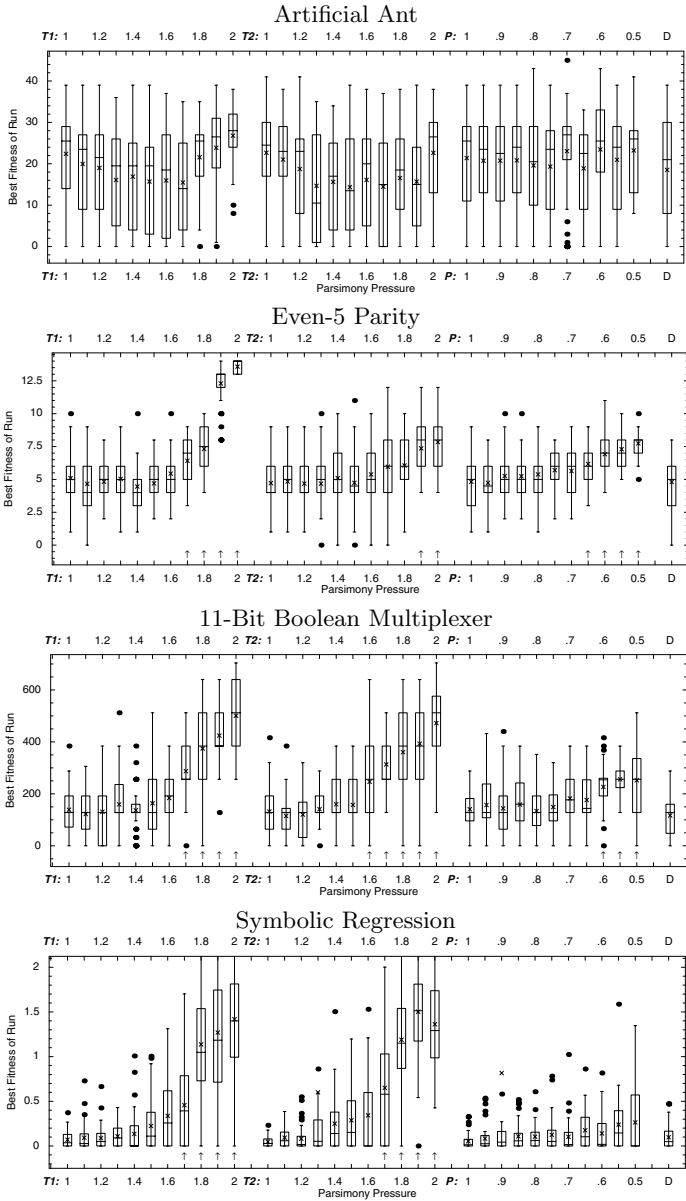 Artificial Ant
T1: 1 1.2 1.4 1.6 1.8 2 T2: 1 1.2 1.4 1.6 1.8 2 P: 1 .9 .8 .7 .6 0.5 D
Best Fitness of Run
40
30
20
10
0
T1: 1 1.2 1.4 1.6 1.8 2 T2: 1 1.2 1.4 1.6 1.8 2 P: 1 .9 .8 .7 .6 0.5 D
Parsimony Pressure
Even-5 Parity
T1: 1 1.2 1.4 1.6 1.8 2 T2: 1 1.2 1.4 1.6 1.8 2 P: 1 .9 .8 .7 .6 0.5 D
Best Fitness of Run
12.5
10
7.5
5
2.5
0
↑ ↑ ↑ ↑ ↑ ↑ ↑ ↑ ↑ ↑
T1: 1 1.2 1.4 1.6 1.8 2 T2: 1 1.2 1.4 1.6 1.8 2 P: 1 .9 .8 .7 .6 0.5 D
Parsimony Pressure
11-Bit Boolean Multiplexer
T1: 1 1.2 1.4 1.6 1.8 2 T2: 1 1.2 1.4 1.6 1.8 2 P: 1 .9 .8 .7 .6 0.5 D
Best Fitness of Run
600
400
200
0
↑ ↑ ↑ ↑ ↑ ↑ ↑ ↑ ↑ ↑ ↑ ↑
T1: 1 1.2 1.4 1.6 1.8 2 T2: 1 1.2 1.4 1.6 1.8 2 P: 1 .9 .8 .7 .6 0.5 D
Parsimony Pressure
Symbolic Regression
T1: 1 1.2 1.4 1.6 1.8 2 T2: 1 1.2 1.4 1.6 1.8 2 P: 1 .9 .8 .7 .6 0.5 D
Best Fitness of Run
2
1.5
1
0.5
0
↑ ↑ ↑ ↑ ↑ ↑ ↑ ↑
T1: 1 1.2 1.4 1.6 1.8 2 T2: 1 1.2 1.4 1.6 1.8 2 P: 1 .9 .8 .7 .6 0.5 D
Parsimony Pressure